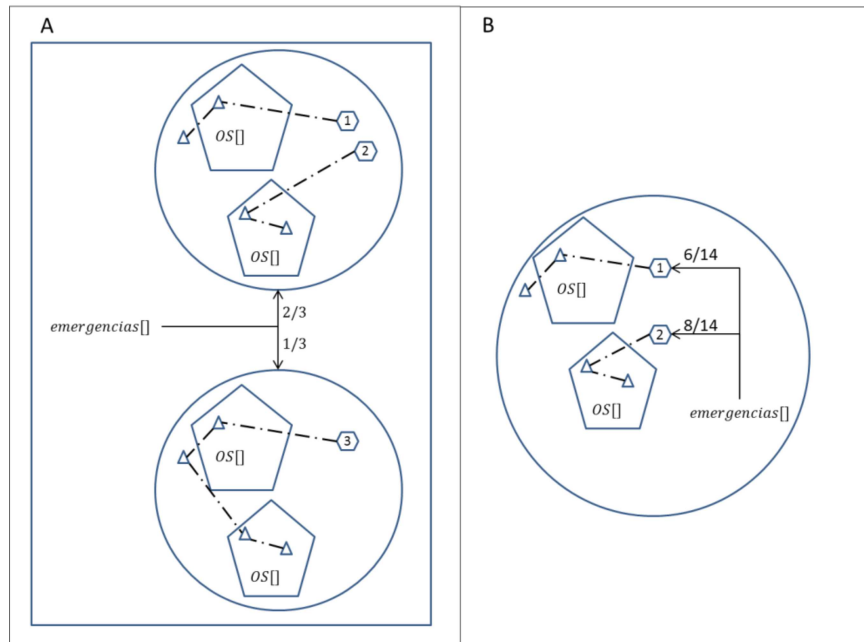 A
1
OS[]
2
OS[]
2/3
emergencias[]
1/3
3
OS[]
OS[]
B
6/14
1
OS[]
8/14
2
OS[]
emergencias[]